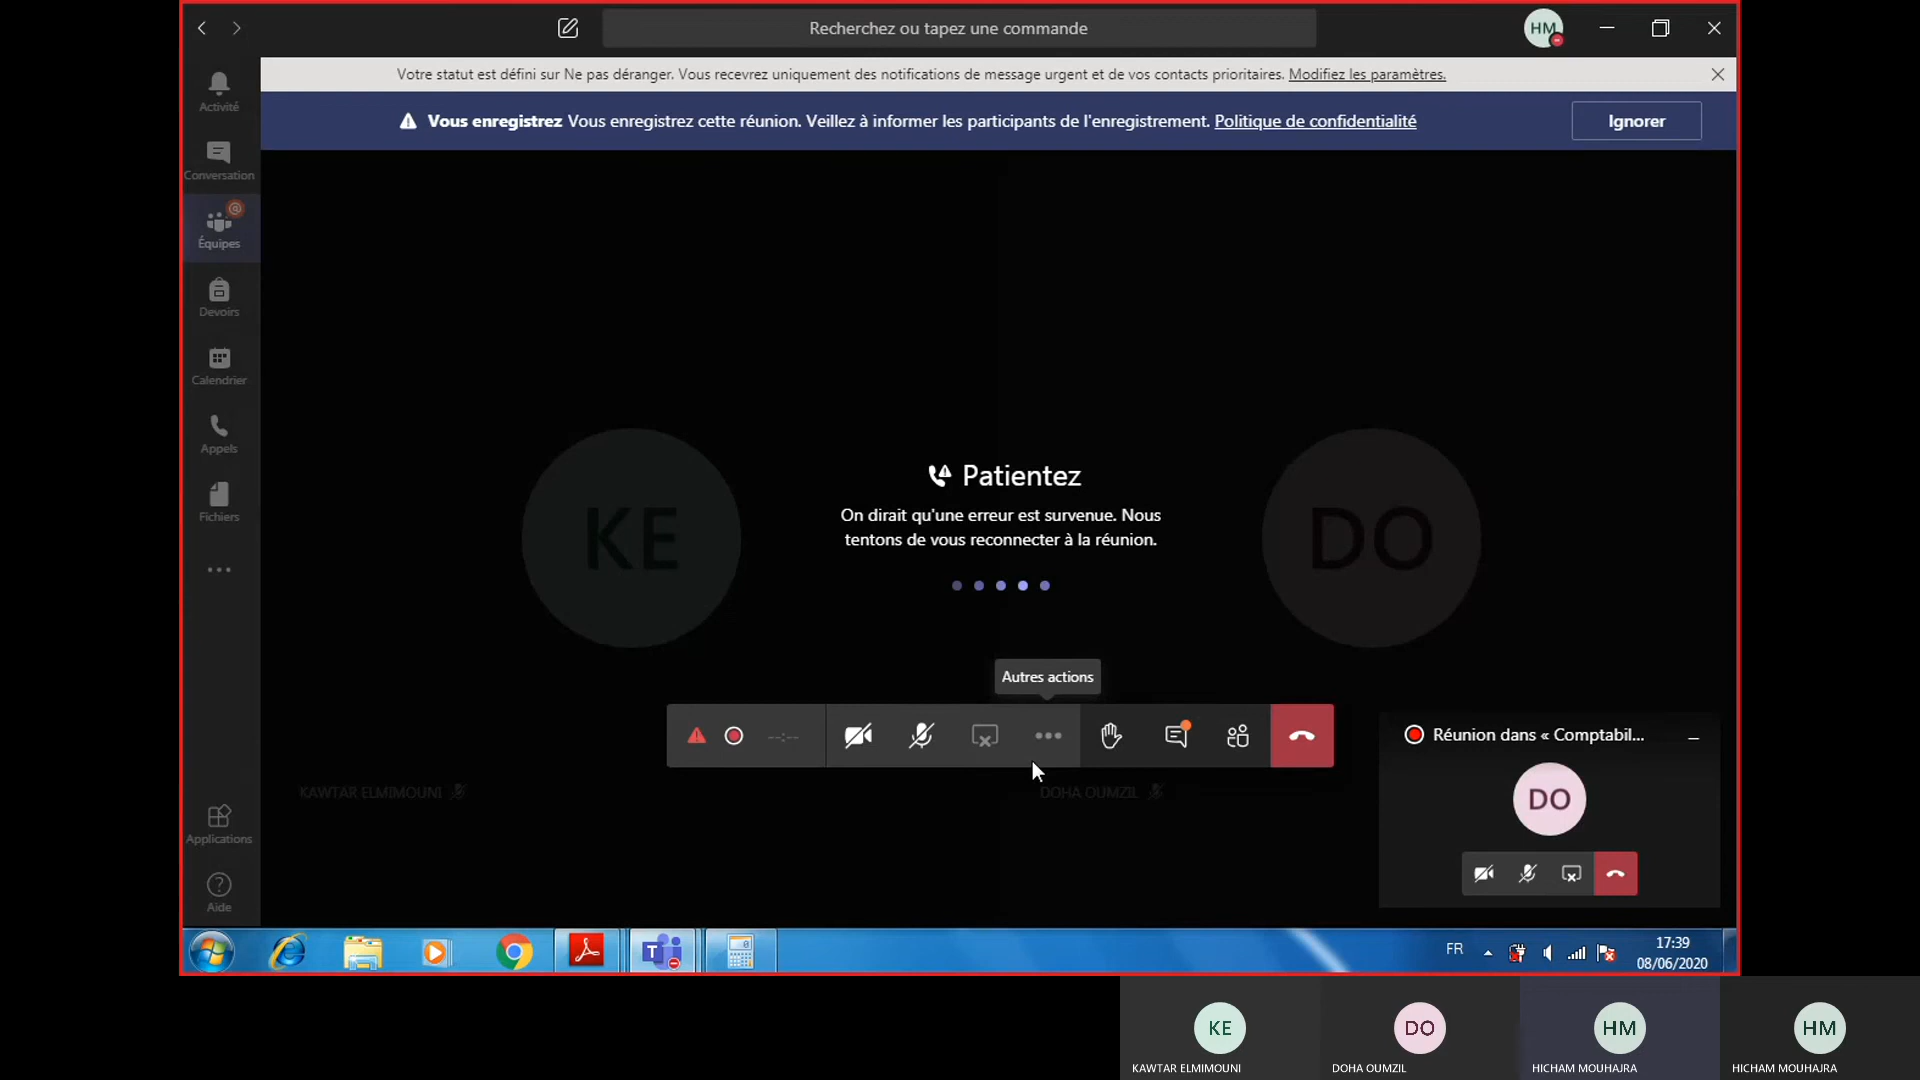 Recherchez ou tapez une commande
HM
Votre statut est défini sur Ne pas déranger. Vous recevrez uniquement des notifications de message urgent et de vos contacts prioritaires. Modifiez les paramètres.
Vous enregistrez Vous enregistrez cette réunion. Veillez à informer les participants de l'enregistrement. Politique de confidentialité
Ignorer
Activité
Conversation
Équipes
Devoirs
Calendrier
Appels
Fichiers
Applications
Aide
KE
DO
Patientez
On dirait qu'une erreur est survenue. Nous
tentons de vous reconnecter à la réunion.
Autres actions
--:--
KAWTAR ELMIMOUNI
DOHA OUMZIL
Réunion dans « Comptabil...
DO
FR
17:39
08/06/2020
KE
KAWTAR ELMIMOUNI
DO
DOHA OUMZIL
HM
HICHAM MOUHAJRA
HM
HICHAM MOUHAJRA